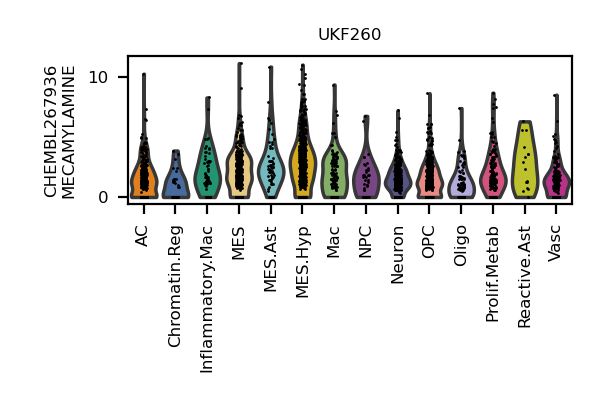 UKF260
CHEMBL267936
MECAMYLAMINE
10
0
AC
Chromatin.Reg
Inflammatory.Mac
MES
MES.Ast
MES.Hyp
Mac
NPC
Neuron
OPC
Oligo
Prolif.Metab
Reactive.Ast
Vasc